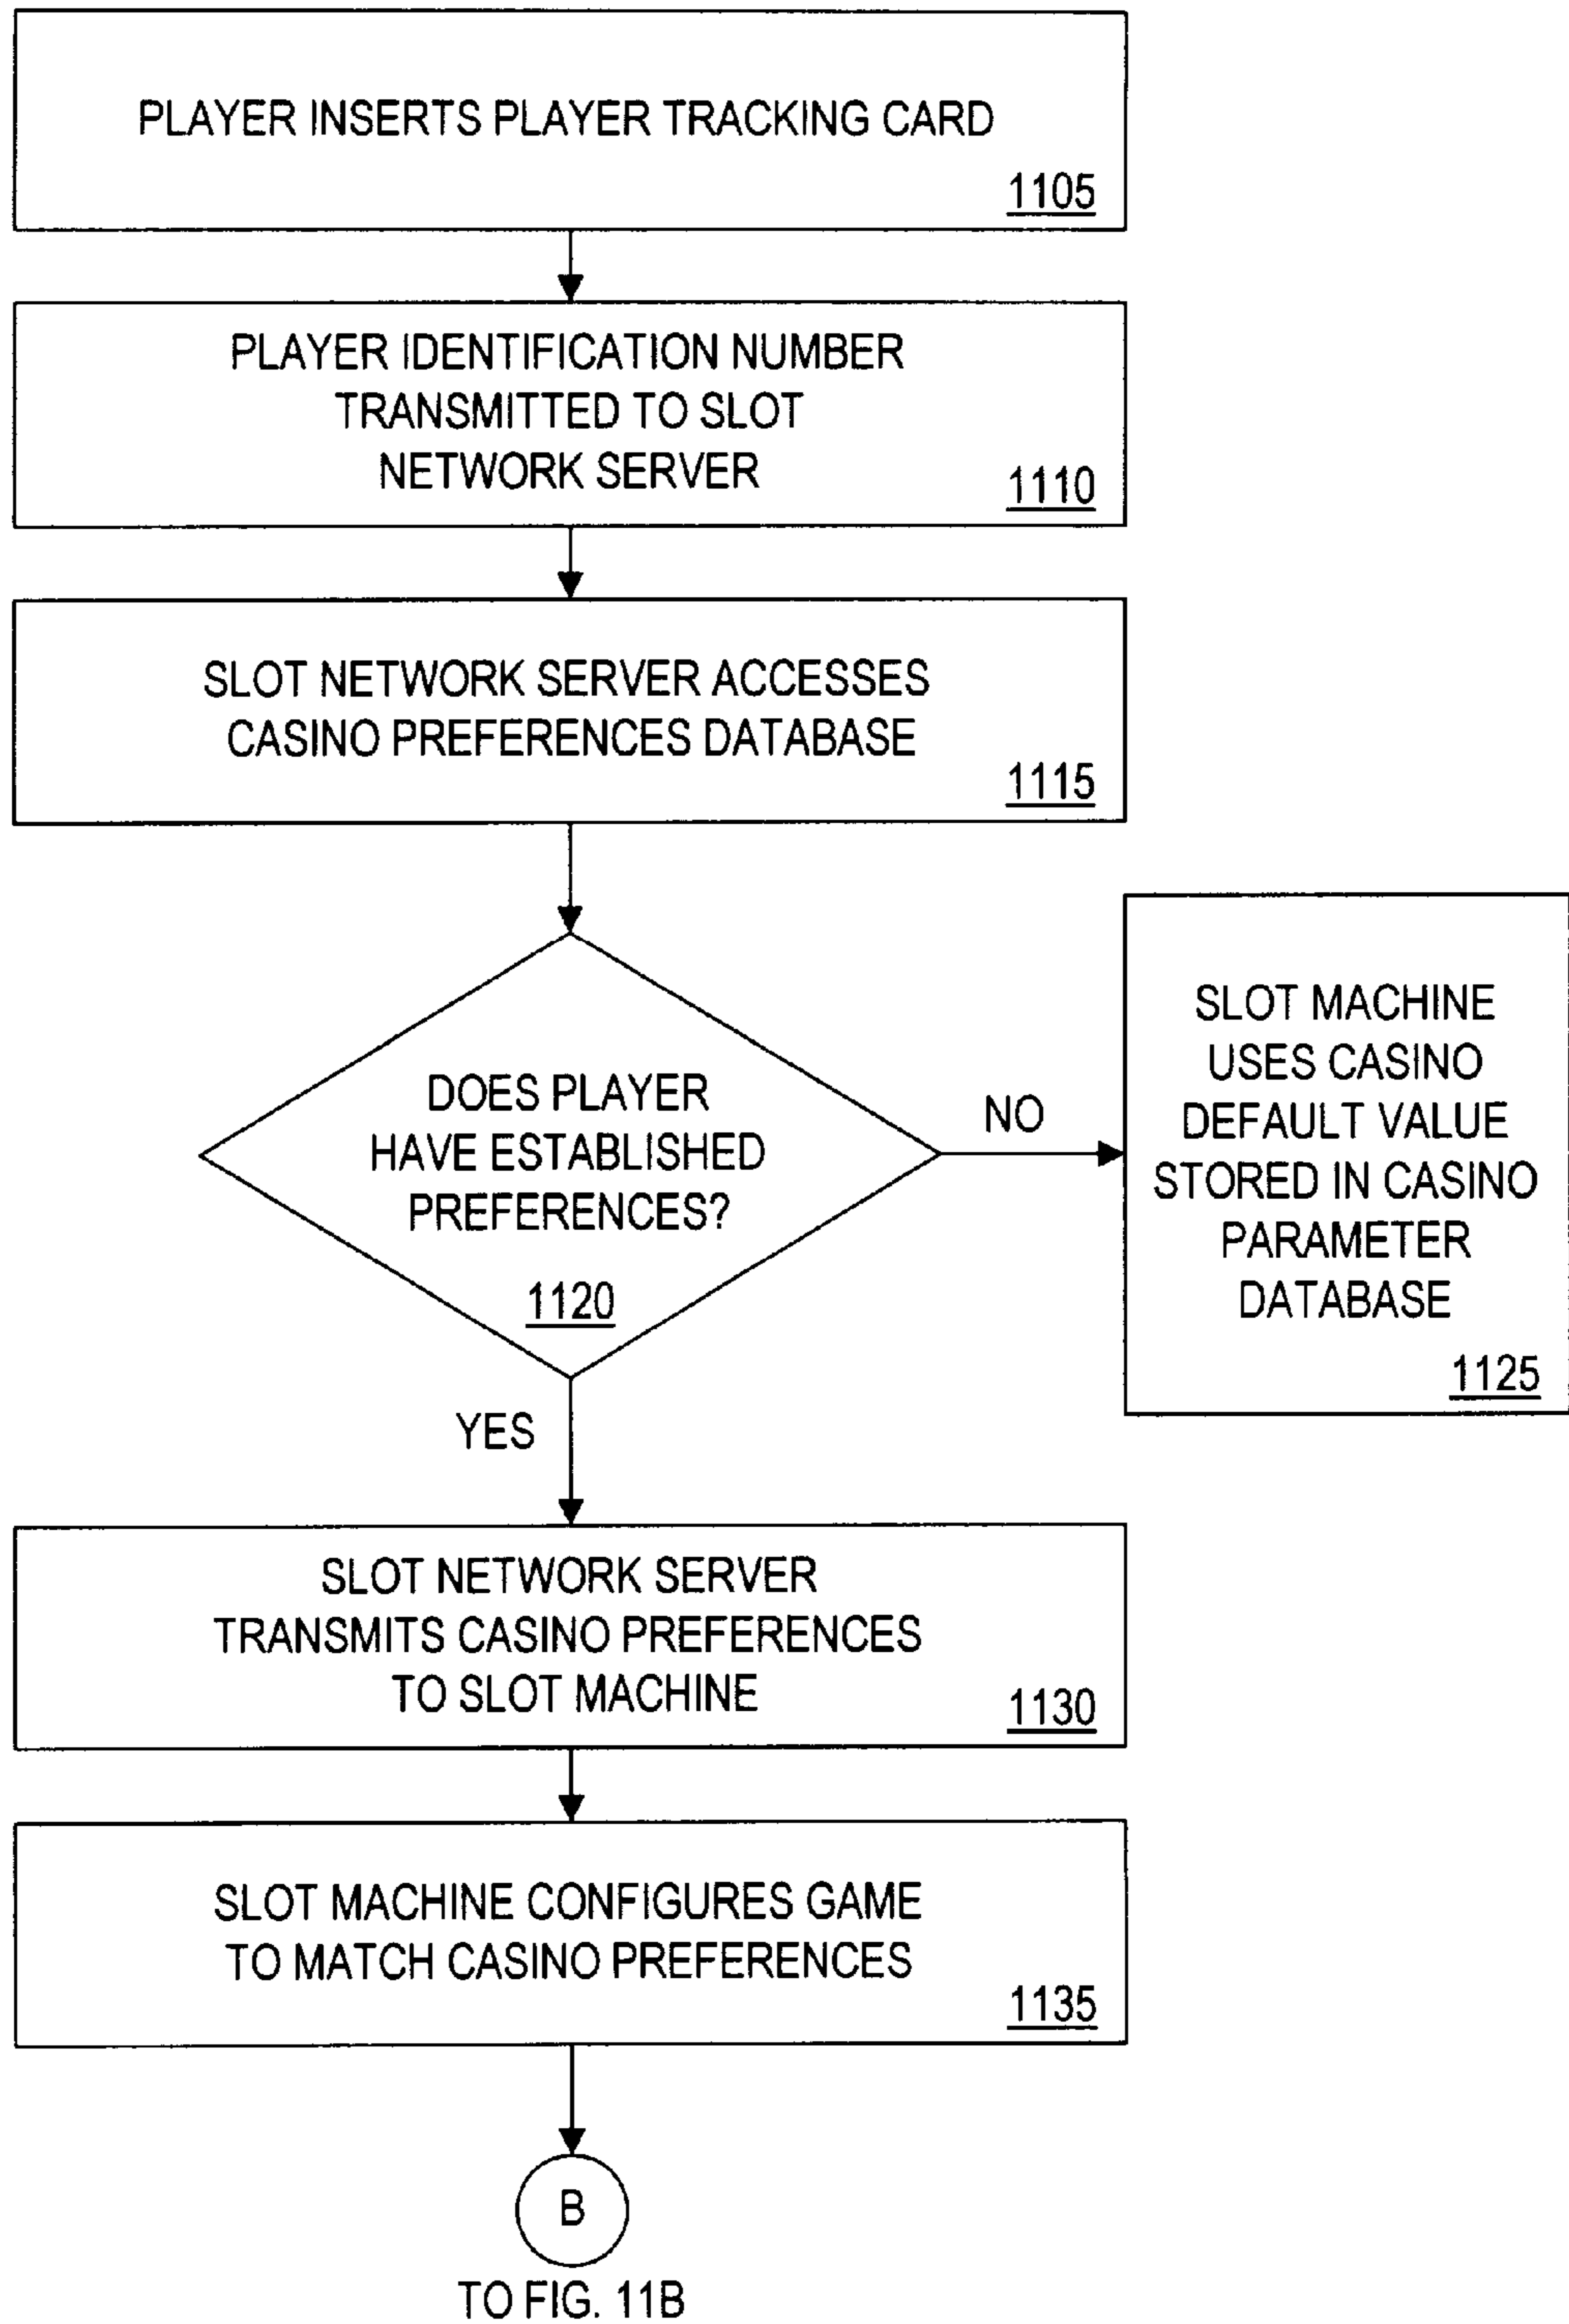 PLAYER INSERTS PLAYER TRACKING CARD
1105
PLAYER IDENTIFICATION NUMBER
TRANSMITTED TO SLOT
NETWORK SERVER
1110
SLOT NETWORK SERVER ACCESSES
CASINO PREFERENCES DATABASE
1115
DOES PLAYER
HAVE ESTABLISHED
PREFERENCES?
1120
NO
SLOT MACHINE
USES CASINO
DEFAULT VALUE
STORED IN CASINO
PARAMETER
DATABASE
1125
YES
SLOT NETWORK SERVER
TRANSMITS CASINO PREFERENCES
TO SLOT MACHINE
1130
SLOT MACHINE CONFIGURES GAME
TO MATCH CASINO PREFERENCES
1135
B
TO FIG. 11B